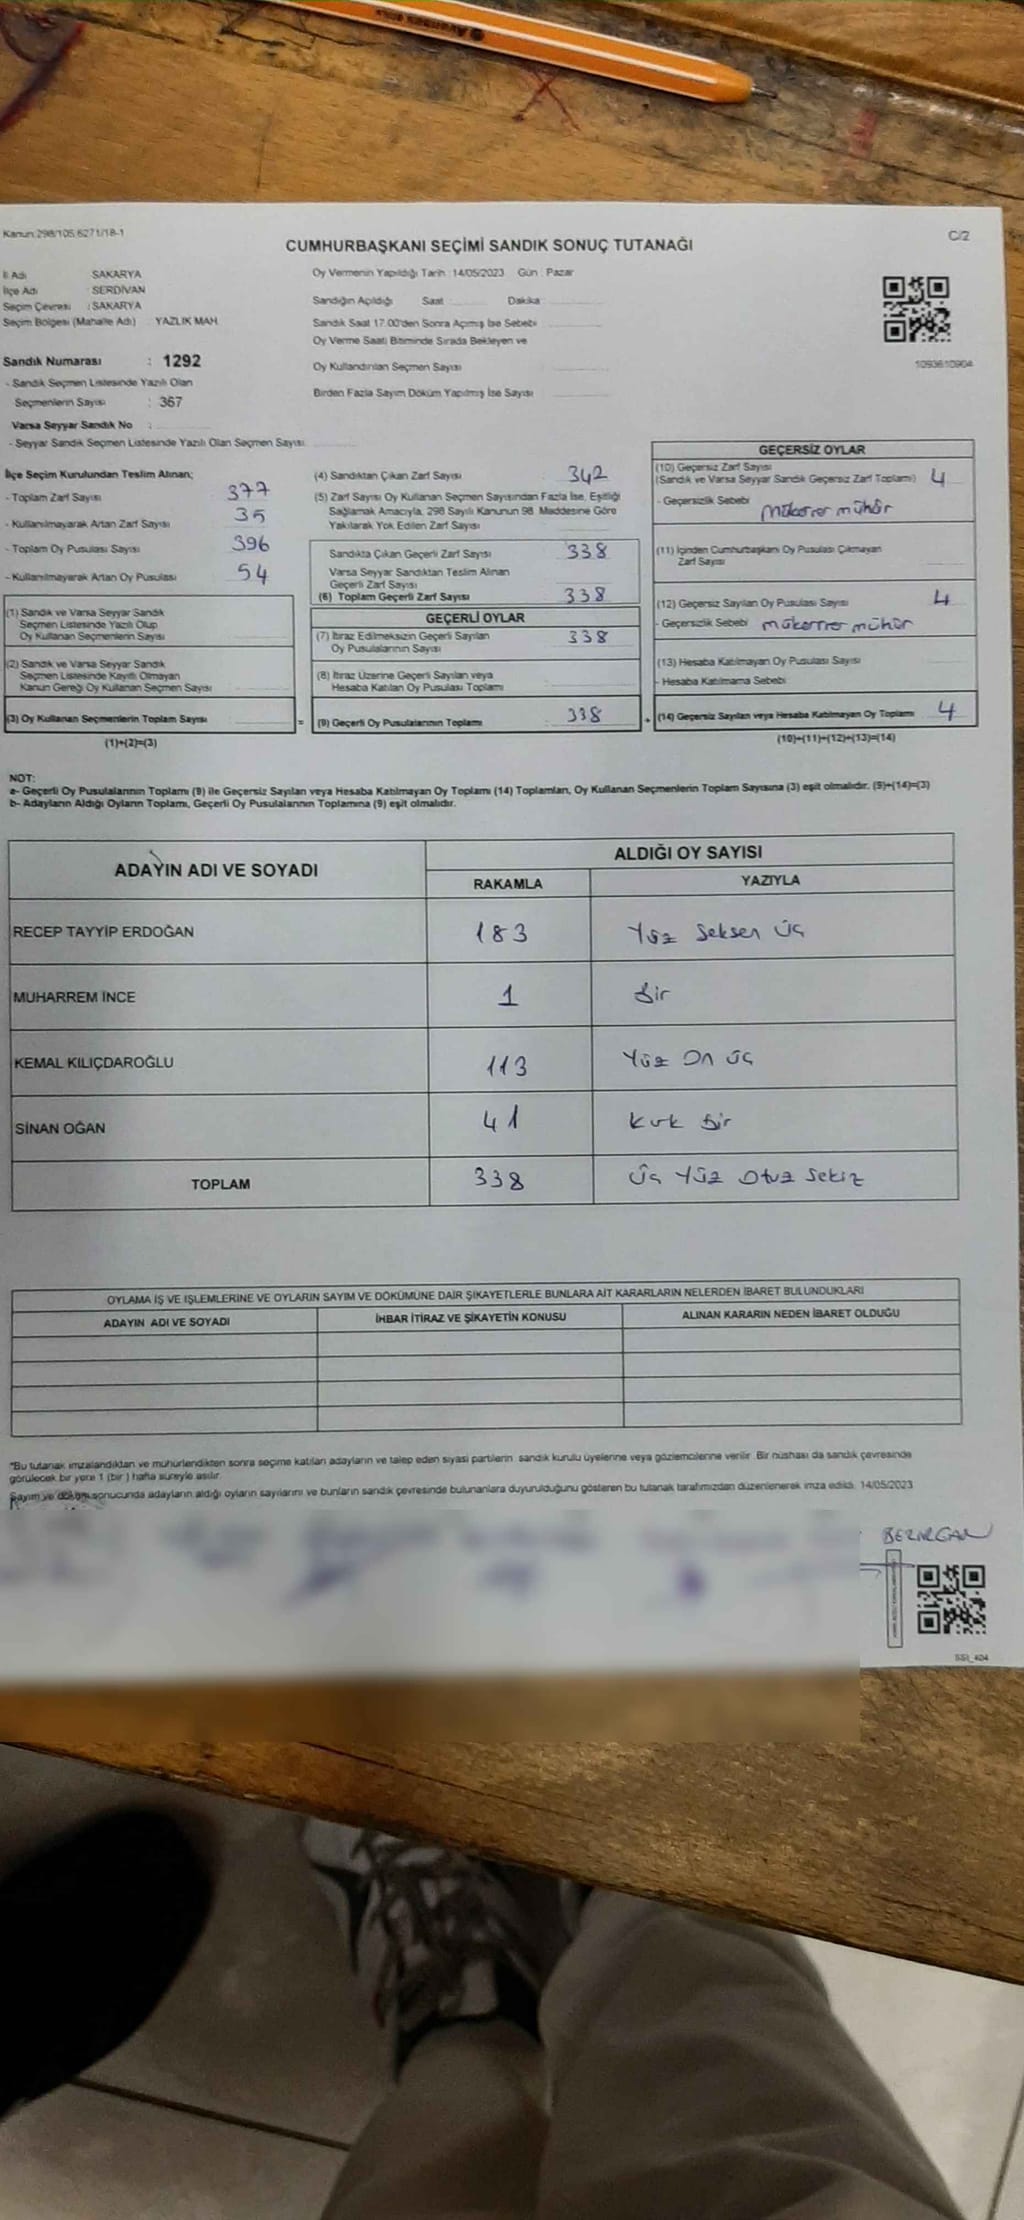 Kanun:298/105,6271/18-1
C/2
CUMHURBAŞKANI SEÇİMİ SANDIK SONUÇ TUTANAĞI
İl Adı SAKARYA
İlçe Adı : SERDİVAN
Seçim Çevresi : SAKARYA
Seçim Bölgesi (Mahalle Adı) : YAZLIK MAH.
Sandık Numarası : 1292
- Sandık Seçmen Listesinde Yazılı Olan
Seçmenlerin Sayısı : 367
Varsa Seyyar Sandık No :
- Seyyar Sandık Seçmen Listesinde Yazılı Olan Seçmen Sayısı
Oy Vermenin Yapıldığı Tarih : 14/05/2023 Gün : Pazar
Sandığın Açıldığı Saat Dakika
Sandık Saat 17.00'den Sonra Açılmış İse Sebebi
Oy Verme Saati Bitiminde Sırada Bekleyen ve
Oy Kullandırılan Seçmen Sayısı
Birden Fazla Sayım Döküm Yapılmış İse Sayısı
1093610904
İlçe Seçim Kurulundan Teslim Alınan;
- Toplam Zarf Sayısı 377
- Kullanılmayarak Artan Zarf Sayısı 35
- Toplam Oy Pusulası Sayısı 396
- Kullanılmayarak Artan Oy Pusulası 54
(1) Sandık ve Varsa Seyyar Sandık
Seçmen Listesinde Yazılı Olup
Oy Kullanan Seçmenlerin Sayısı
(2) Sandık ve Varsa Seyyar Sandık
Seçmen Listesinde Kayıtlı Olmayan
Kanun Gereği Oy Kullanan Seçmen Sayısı
(3) Oy Kullanan Seçmenlerin Toplam Sayısı =
(1)+(2)=(3)
(4) Sandıktan Çıkan Zarf Sayısı 342
(5) Zarf Sayısı Oy Kullanan Seçmen Sayısından Fazla İse, Eşitliği
Sağlamak Amacıyla, 298 Sayılı Kanunun 98. Maddesine Göre
Yakılarak Yok Edilen Zarf Sayısı
Sandıkta Çıkan Geçerli Zarf Sayısı 338
Varsa Seyyar Sandıktan Teslim Alınan
Geçerli Zarf Sayısı
(6) Toplam Geçerli Zarf Sayısı 338
GEÇERLİ OYLAR
(7) İtiraz Edilmeksizin Geçerli Sayılan 338
Oy Pusulalarının Sayısı
(8) İtiraz Üzerine Geçerli Sayılan veya
Hesaba Katılan Oy Pusulası Toplamı
(9) Geçerli Oy Pusulalarının Toplamı 338 +
GEÇERSİZ OYLAR
(10) Geçersiz Zarf Sayısı
(Sandık ve Varsa Seyyar Sandık Geçersiz Zarf Toplamı) 4
- Geçersizlik Sebebi mükerrer mühür
(11) İçinden Cumhurbaşkanı Oy Pusulası Çıkmayan
Zarf Sayısı
(12) Geçersiz Sayılan Oy Pusulası Sayısı 4
- Geçersizlik Sebebi mükerrer mühür
(13) Hesaba Katılmayan Oy Pusulası Sayısı
- Hesaba Katılmama Sebebi
(14) Geçersiz Sayılan veya Hesaba Katılmayan Oy Toplamı 4
(10)+(11)+(12)+(13)=(14)
NOT:
a- Geçerli Oy Pusulalarının Toplamı (9) ile Geçersiz Sayılan veya Hesaba Katılmayan Oy Toplamı (14) Toplamları, Oy Kullanan Seçmenlerin Toplam Sayısına (3) eşit olmalıdır. (9)+(14)=(3)
b- Adayların Aldığı Oyların Toplamı, Geçerli Oy Pusulalarının Toplamına (9) eşit olmalıdır.
ADAYIN ADI VE SOYADI ALDIĞI OY SAYISI
RAKAMLA YAZIYLA
RECEP TAYYİP ERDOĞAN 183 Yüz Seksen Üç
MUHARREM İNCE 1 Bir
KEMAL KILIÇDAROĞLU 113 Yüz On Üç
SİNAN OĞAN 41 Kırk Bir
TOPLAM 338 Üç Yüz Otuz Sekiz
OYLAMA İŞ VE İŞLEMLERİNE VE OYLARIN SAYIM VE DÖKÜMÜNE DAİR ŞİKAYETLERLE BUNLARA AİT KARARLARIN NELERDEN İBARET BULUNDUKLARI
ADAYIN ADI VE SOYADI İHBAR İTİRAZ VE ŞİKAYETİN KONUSU ALINAN KARARIN NEDEN İBARET OLDUĞU
*Bu tutanak imzalandıktan ve mühürlendikten sonra seçime katılan adayların ve talep eden siyasi partilerin sandık kurulu üyelerine veya gözlemcilerine verilir. Bir nüshası da sandık çevresinde
görülecek bir yere 1 (bir ) hafta süreyle asılır.
Sayım ve döküm sonucunda adayların aldığı oyların sayılarını ve bunların sandık çevresinde bulunanlara duyurulduğunu gösteren bu tutanak tarafımızdan düzenlenerek imza edildi. 14/05/2023